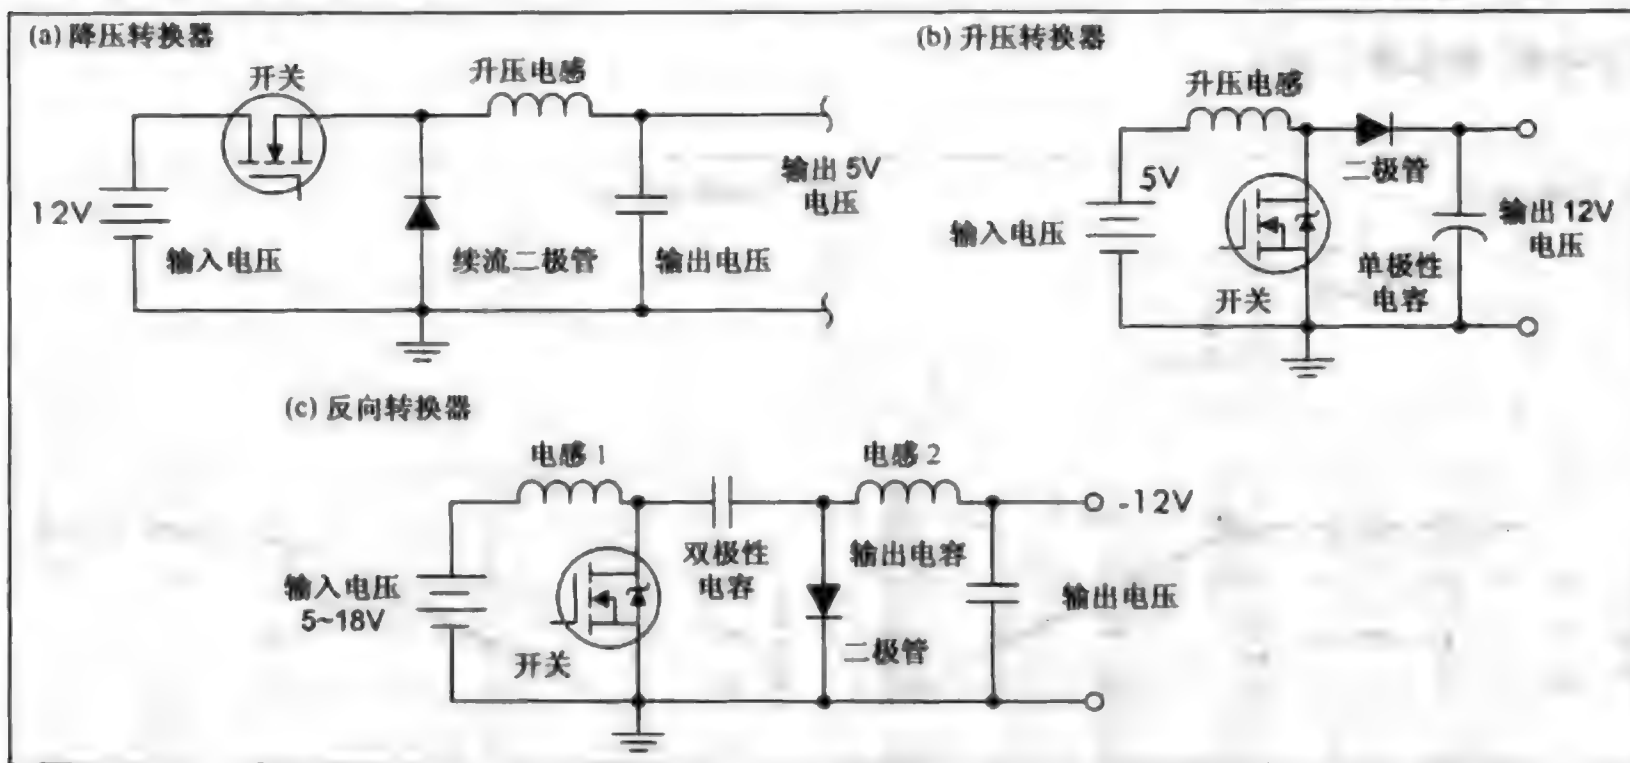 (a) 降压转换器
开关
升压电感
12V
输入电压
续流二极管
输出电压
输出 5V
电压
(b) 升压转换器
升压电感
5V
输入电压
开关
二极管
单极性
电容
输出 12V
电压
(c) 反向转换器
电感 1
电感 2
输入电压
5~18V
开关
双极性
电容
二极管
输出电容
输出电压
-12V